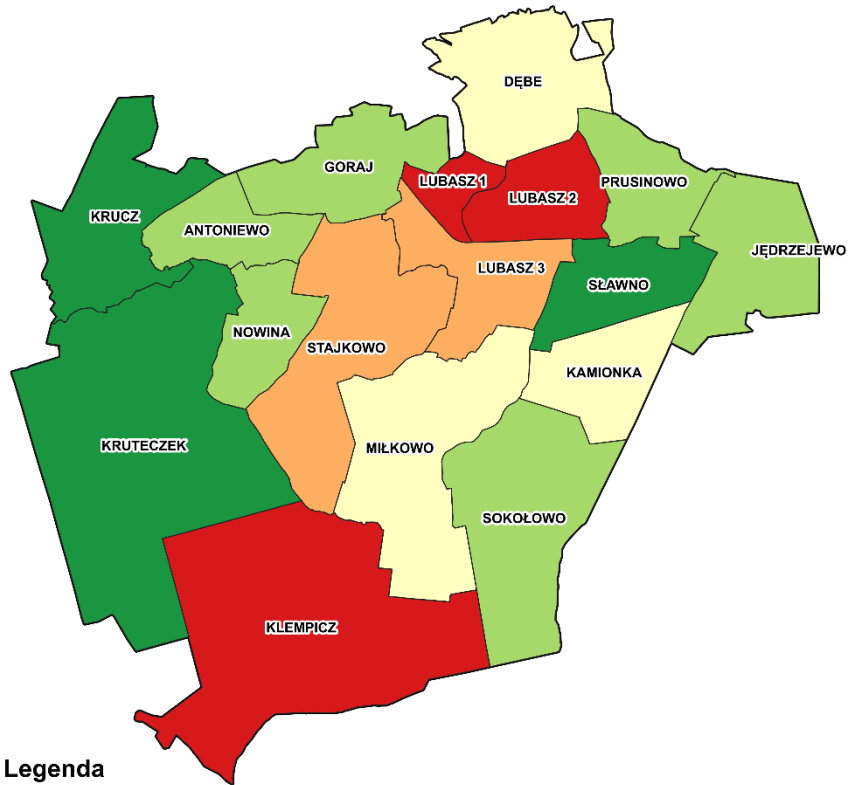 DĘBE
GORAJ
LUBASZ 1
LUBASZ 2
PRUSINOWO
KRUCZ
ANTONIEWO
JĘDRZEJEWO
LUBASZ 3
SŁAWNO
NOWINA
STAJKOWO
KAMIONKA
KRUTECZEK
MIŁKOWO
SOKOŁOWO
KLEMPICZ
Legenda